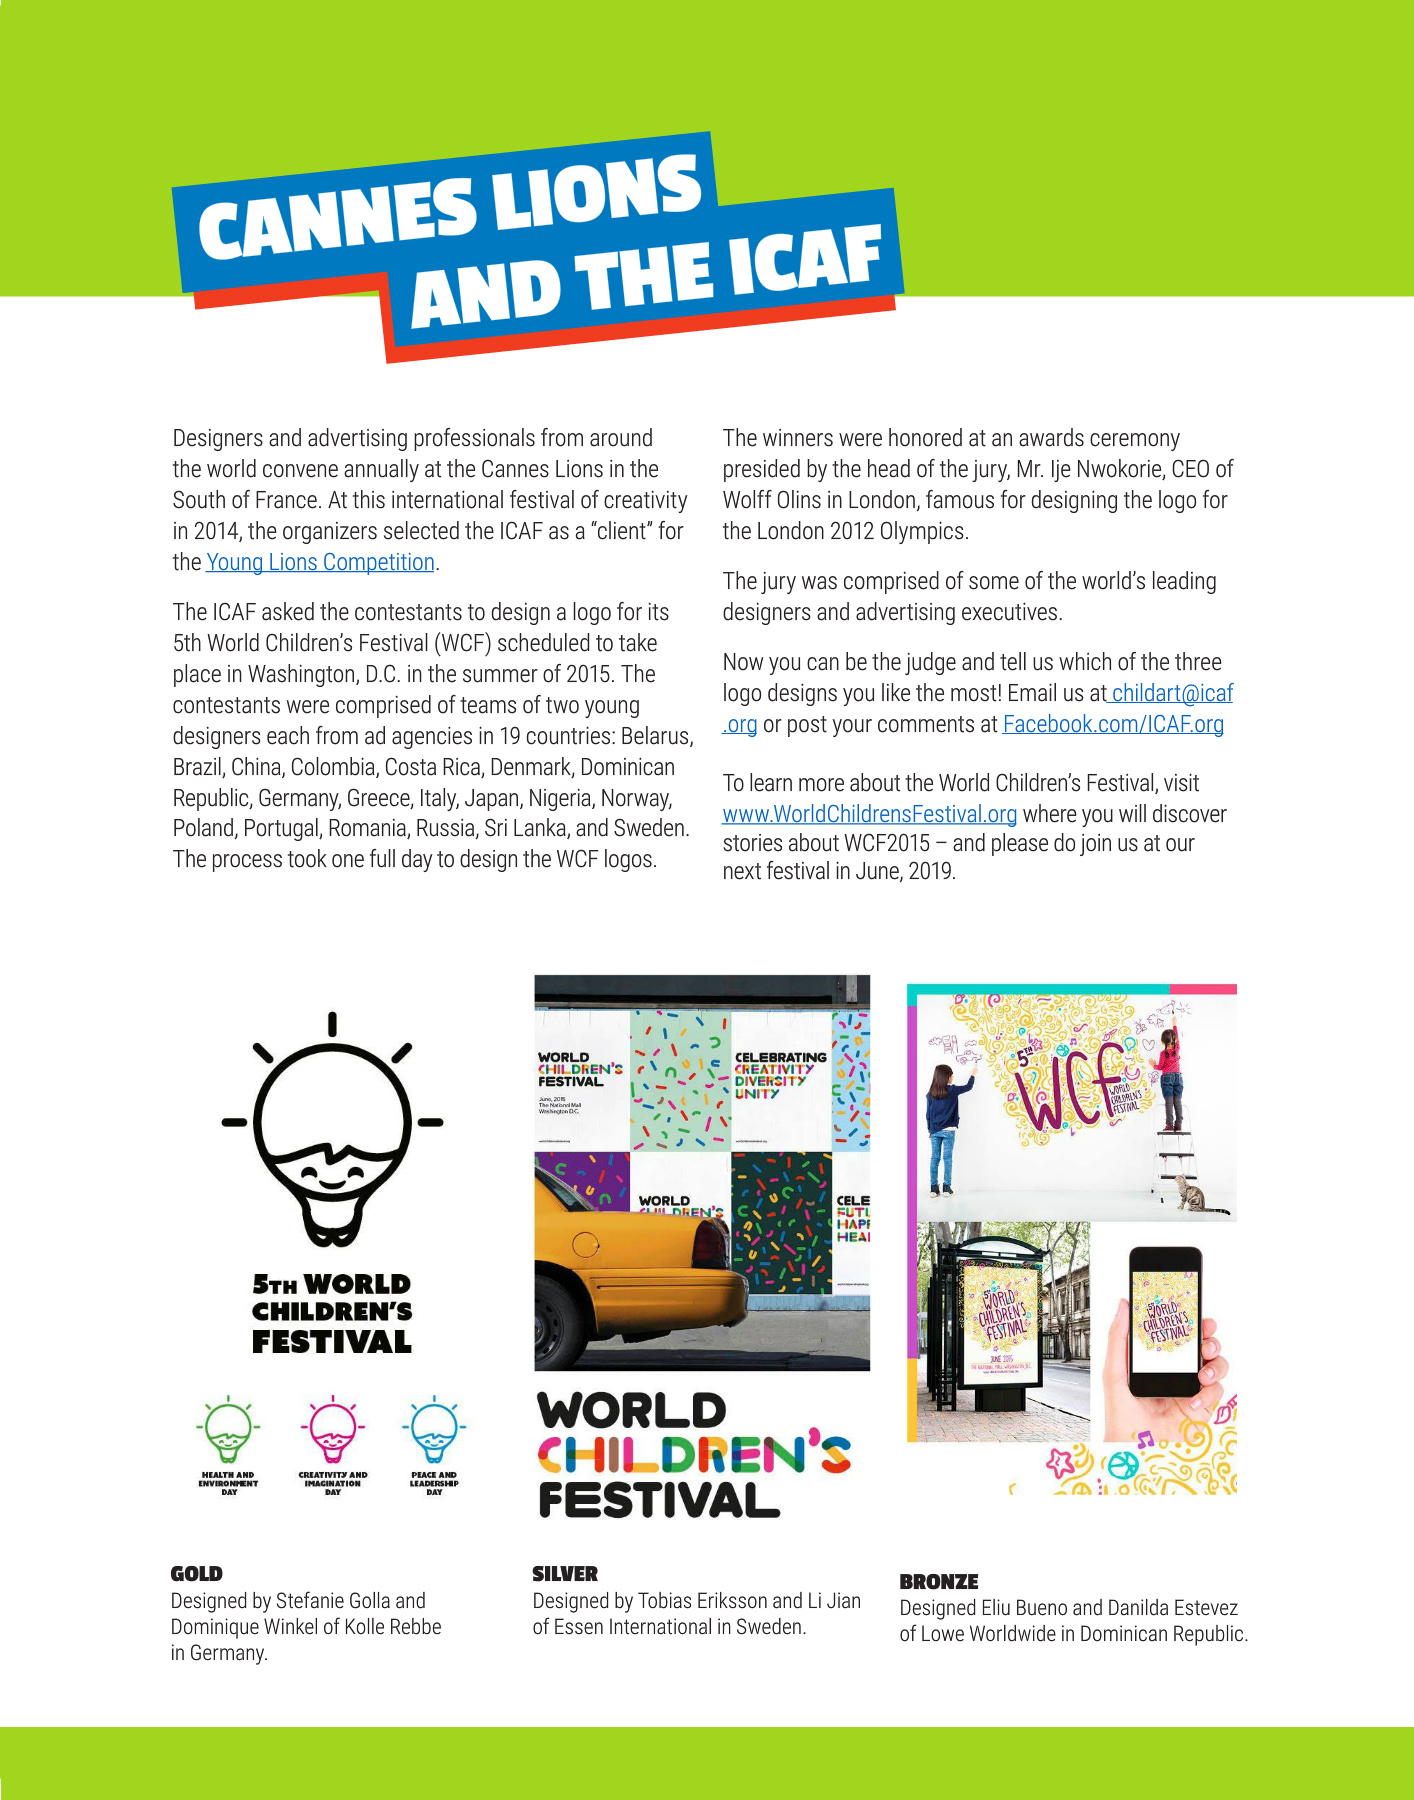 CANNES LIONS
AND THE ICAF
Designers and advertising professionals from around
the world convene annually at the Cannes Lions in the
South of France. At this international festival of creativity
in 2014, the organizers selected the ICAF as a “client” for
the Young Lions Competition.
The ICAF asked the contestants to design a logo for its
5th World Children’s Festival (WCF) scheduled to take
place in Washington, D.C. in the summer of 2015. The
contestants were comprised of teams of two young
designers each from ad agencies in 19 countries: Belarus,
Brazil, China, Colombia, Costa Rica, Denmark, Dominican
Republic, Germany, Greece, Italy, Japan, Nigeria, Norway,
Poland, Portugal, Romania, Russia, Sri Lanka, and Sweden.
The process took one full day to design the WCF logos.
The winners were honored at an awards ceremony
presided by the head of the jury, Mr. Ije Nwokorie, CEO of
Wolff Olins in London, famous for designing the logo for
the London 2012 Olympics.
The jury was comprised of some of the world’s leading
designers and advertising executives.
Now you can be the judge and tell us which of the three
logo designs you like the most! Email us at childart@icaf
.org or post your comments at Facebook.com/ICAF.org
To learn more about the World Children’s Festival, visit
www.WorldChildrensFestival.org where you will discover
stories about WCF2015 – and please do join us at our
next festival in June, 2019.
5TH WORLD
CHILDREN’S
FESTIVAL
HEALTH AND
ENVIRONMENT
DAY
CREATIVITY AND
IMAGINATION
DAY
PEACE AND
LEADERSHIP
DAY
WORLD
CHILDREN’S
FESTIVAL
June, 2015
The National Mall
Washington D.C.
CELEBRATING
CREATIVITY
DIVERSITY
UNITY
WORLD
CHILDREN’S
CELE
FUTU
HAPP
HEAL
WORLD
CHILDREN’S
FESTIVAL
5TH
WCF
WORLD
CHILDREN’S
FESTIVAL
5TH WORLD
CHILDREN’S
FESTIVAL
JUNE 2015
THE NATIONAL MALL, WASHINGTON, D.C.
5TH WORLD
CHILDREN’S
FESTIVAL
GOLD
Designed by Stefanie Golla and
Dominique Winkel of Kolle Rebbe
in Germany.
SILVER
Designed by Tobias Eriksson and Li Jian
of Essen International in Sweden.
BRONZE
Designed Eliu Bueno and Danilda Estevez
of Lowe Worldwide in Dominican Republic.